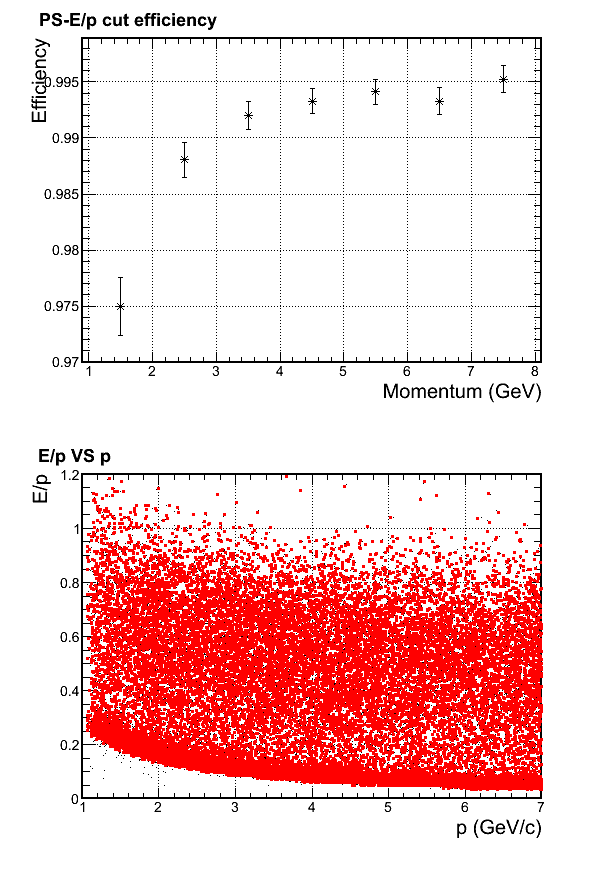 PS-E/p cut efficiency
Efficiency
0.995
0.99
0.985
0.98
0.975
0.97
1 2 3 4 5 6 7 8
Momentum (GeV)
E/p VS p
E/p
1.2
1
0.8
0.6
0.4
0.2
0
1 2 3 4 5 6 7
p (GeV/c)